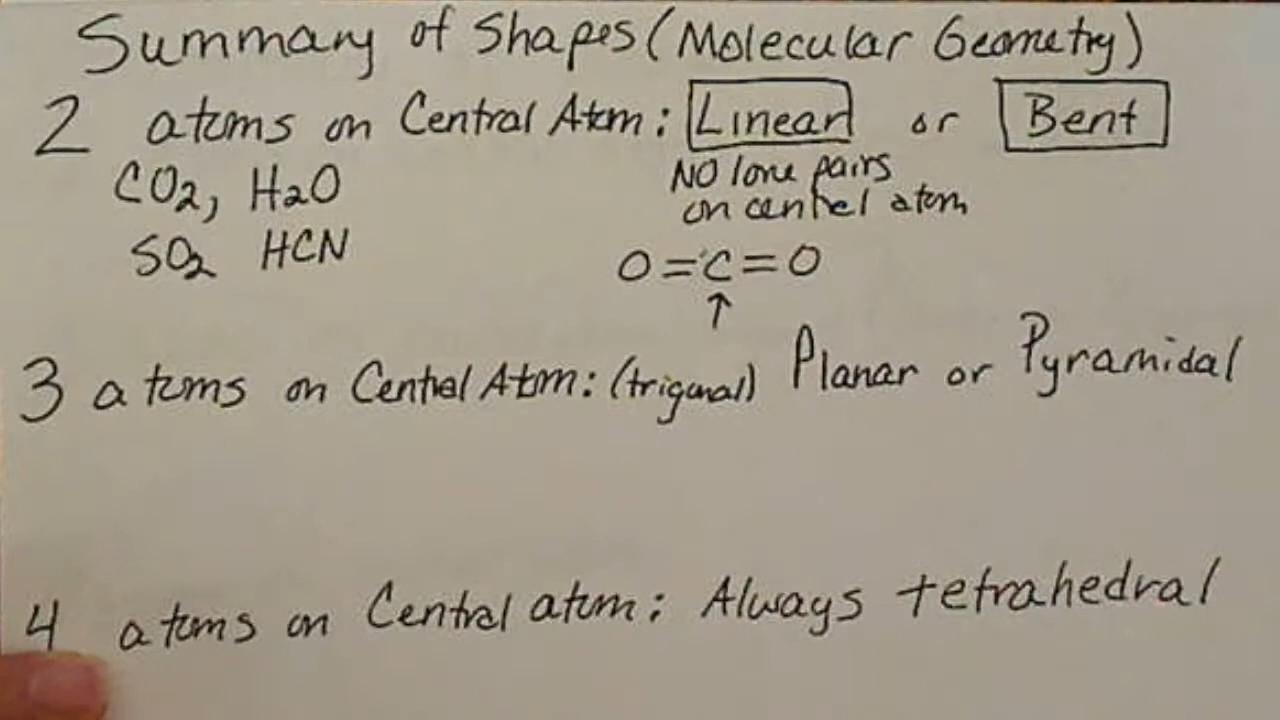 Summary of Shapes (Molecular Geometry)
2 atoms on Central Atom: Linear or Bent
CO2, H2O
NO lone pairs
on central atom
SO2 HCN
O=C=O
↑
3 atoms on Central Atom: (trigonal) Planar or Pyramidal
4 atoms on Central atom: Always tetrahedral